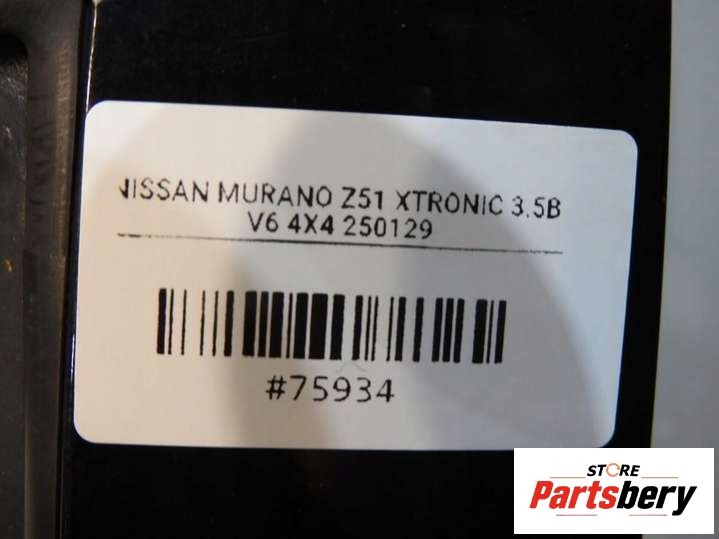 NISSAN MURANO Z51 XTRONIC 3.5B
V6 4X4 250129
#75934
STORE
Partsbery